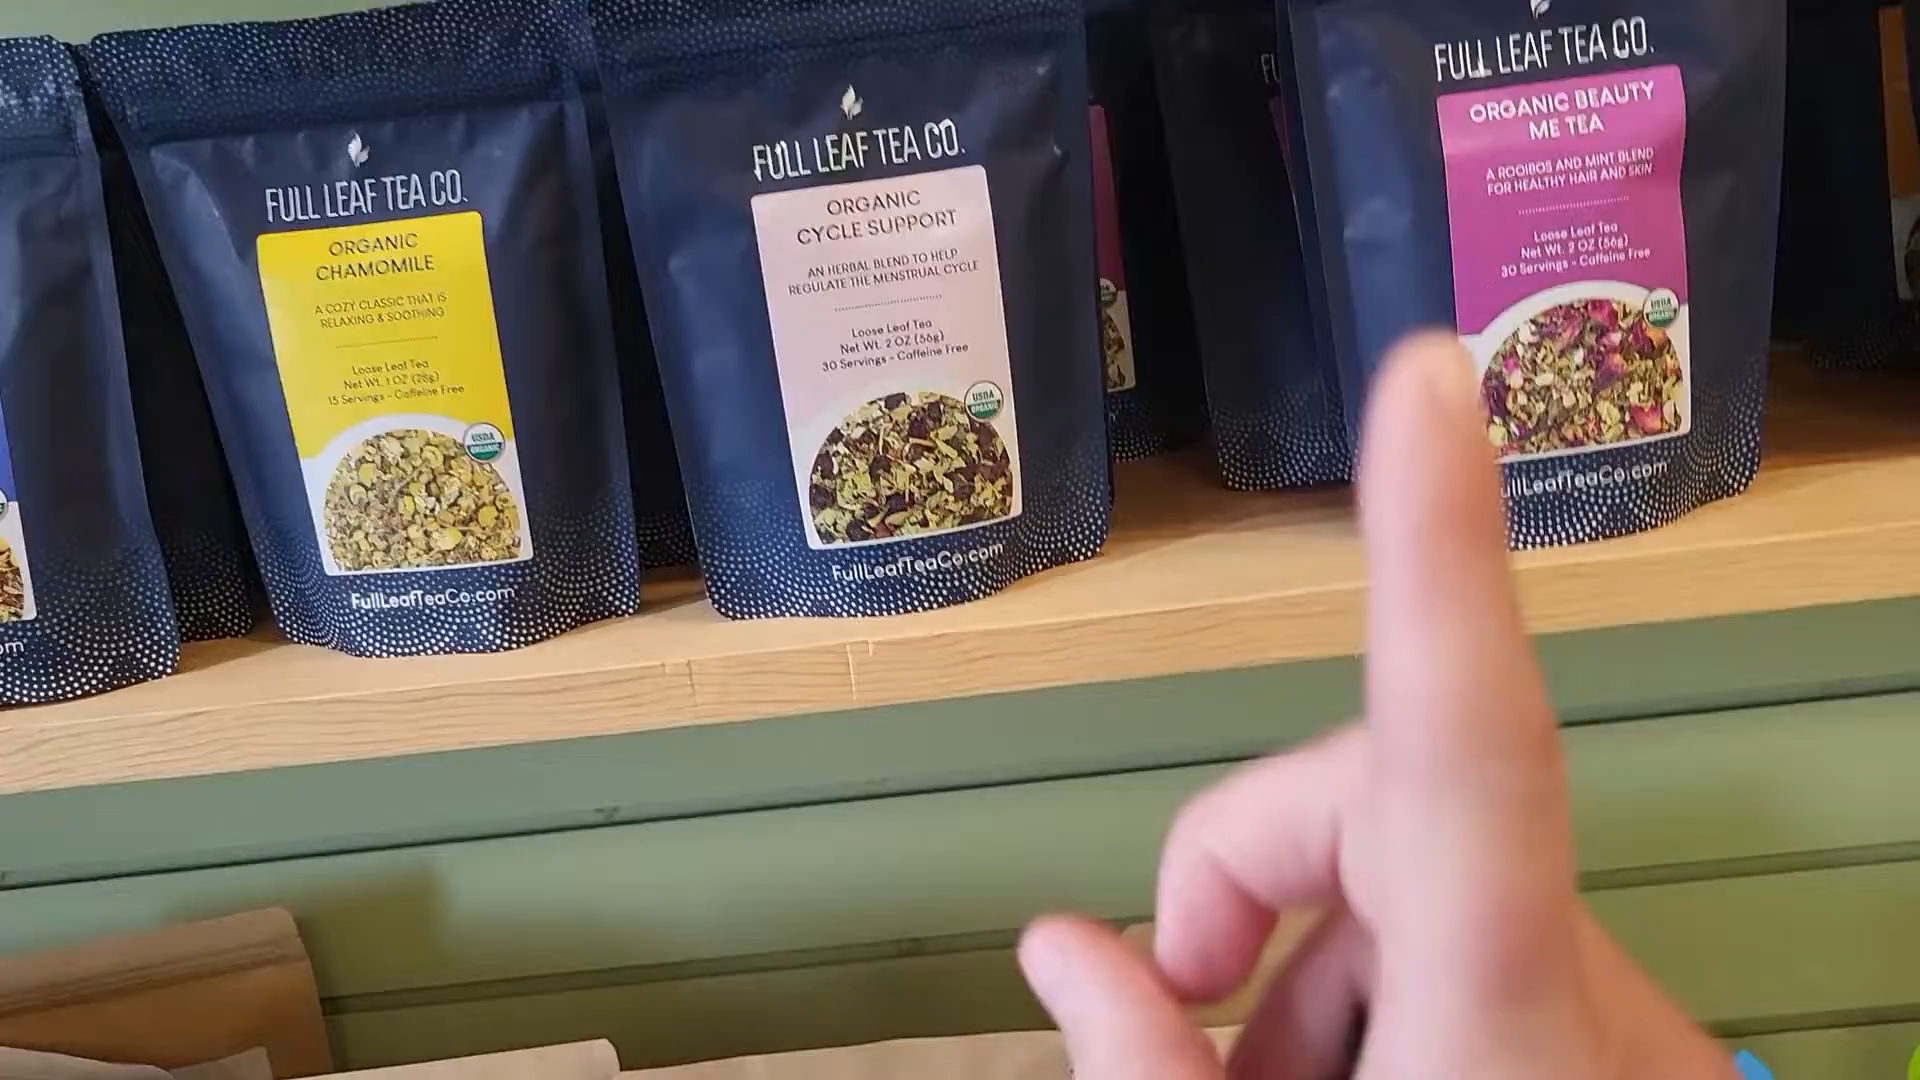 FULL LEAF TEA CO.
ORGANIC
CHAMOMILE
A COZY CLASSIC THAT IS
RELAXING & SOOTHING
Loose Leaf Tea
Net Wt. 1 OZ (28g)
15 Servings - Caffeine Free
USDA
ORGANIC
FullLeafTeaCo.com
FULL LEAF TEA CO.
ORGANIC
CYCLE SUPPORT
AN HERBAL BLEND TO HELP
REGULATE THE MENSTRUAL CYCLE
Loose Leaf Tea
Net Wt. 2 OZ (56g)
30 Servings - Caffeine Free
USDA
ORGANIC
FullLeafTeaCo.com
FULL LEAF TEA CO.
ORGANIC BEAUTY
ME TEA
A ROOIBOS AND MINT BLEND
FOR HEALTHY HAIR AND SKIN
Loose Leaf Tea
Net Wt. 2 OZ (56g)
30 Servings - Caffeine Free
USDA
ORGANIC
ullLeafTeaCo.com